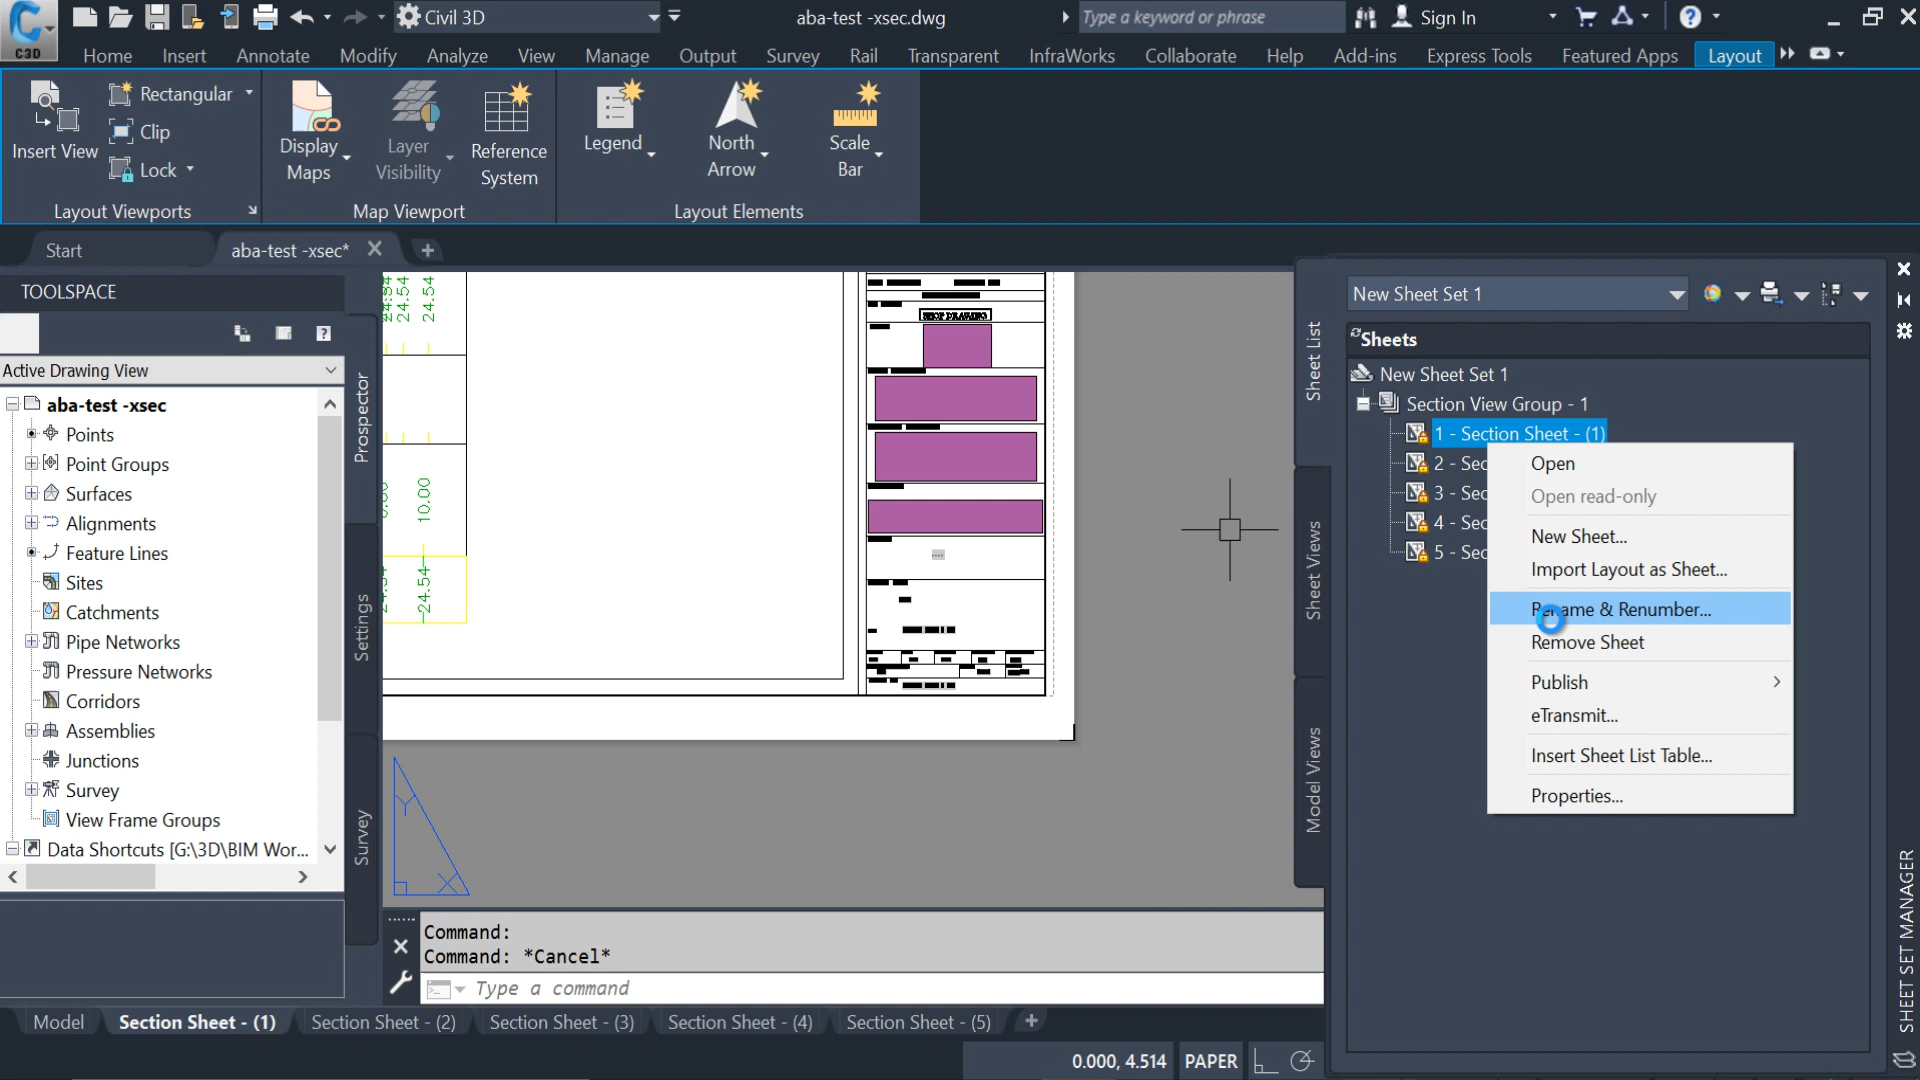 C3D
Civil 3D
aba-test -xsec.dwg
Type a keyword or phrase
Sign In
Home Insert Annotate Modify Analyze View Manage Output Survey Rail Transparent InfraWorks Collaborate Help Add-ins Express Tools Featured Apps Layout
Insert View
Rectangular
Clip
Lock
Display Maps
Layer Visibility
Reference System
Legend
North Arrow
Scale Bar
Layout Viewports
Map Viewport
Layout Elements
Start
aba-test -xsec*
TOOLSPACE
Active Drawing View
aba-test -xsec
Points
Point Groups
Surfaces
Alignments
Feature Lines
Sites
Catchments
Pipe Networks
Pressure Networks
Corridors
Assemblies
Junctions
Survey
View Frame Groups
Data Shortcuts [G:\3D\BIM Wor...
Prospector
Settings
Survey
24.54
24.54
10.00
24.54
SHOP DRAWING
Y
X
Command:
Command: *Cancel*
Type a command
Model
Section Sheet - (1)
Section Sheet - (2)
Section Sheet - (3)
Section Sheet - (4)
Section Sheet - (5)
0.000, 4.514
PAPER
Sheet List
Sheet Views
Model Views
New Sheet Set 1
Sheets
New Sheet Set 1
Section View Group - 1
1 - Section Sheet - (1)
2 - Sec
3 - Sec
4 - Sec
5 - Sec
Open
Open read-only
New Sheet...
Import Layout as Sheet...
Rename & Renumber...
Remove Sheet
Publish
eTransmit...
Insert Sheet List Table...
Properties...
SHEET SET MANAGER